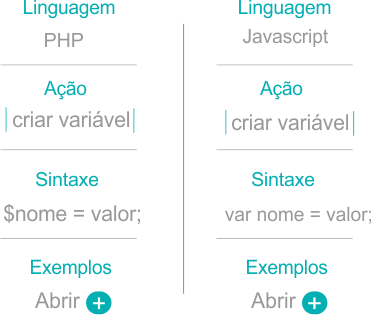 Linguagem
PHP
Ação
criar variável
Sintaxe
$nome = valor;
Exemplos
Abrir
Linguagem
Javascript
Ação
criar variável
Sintaxe
var nome = valor;
Exemplos
Abrir